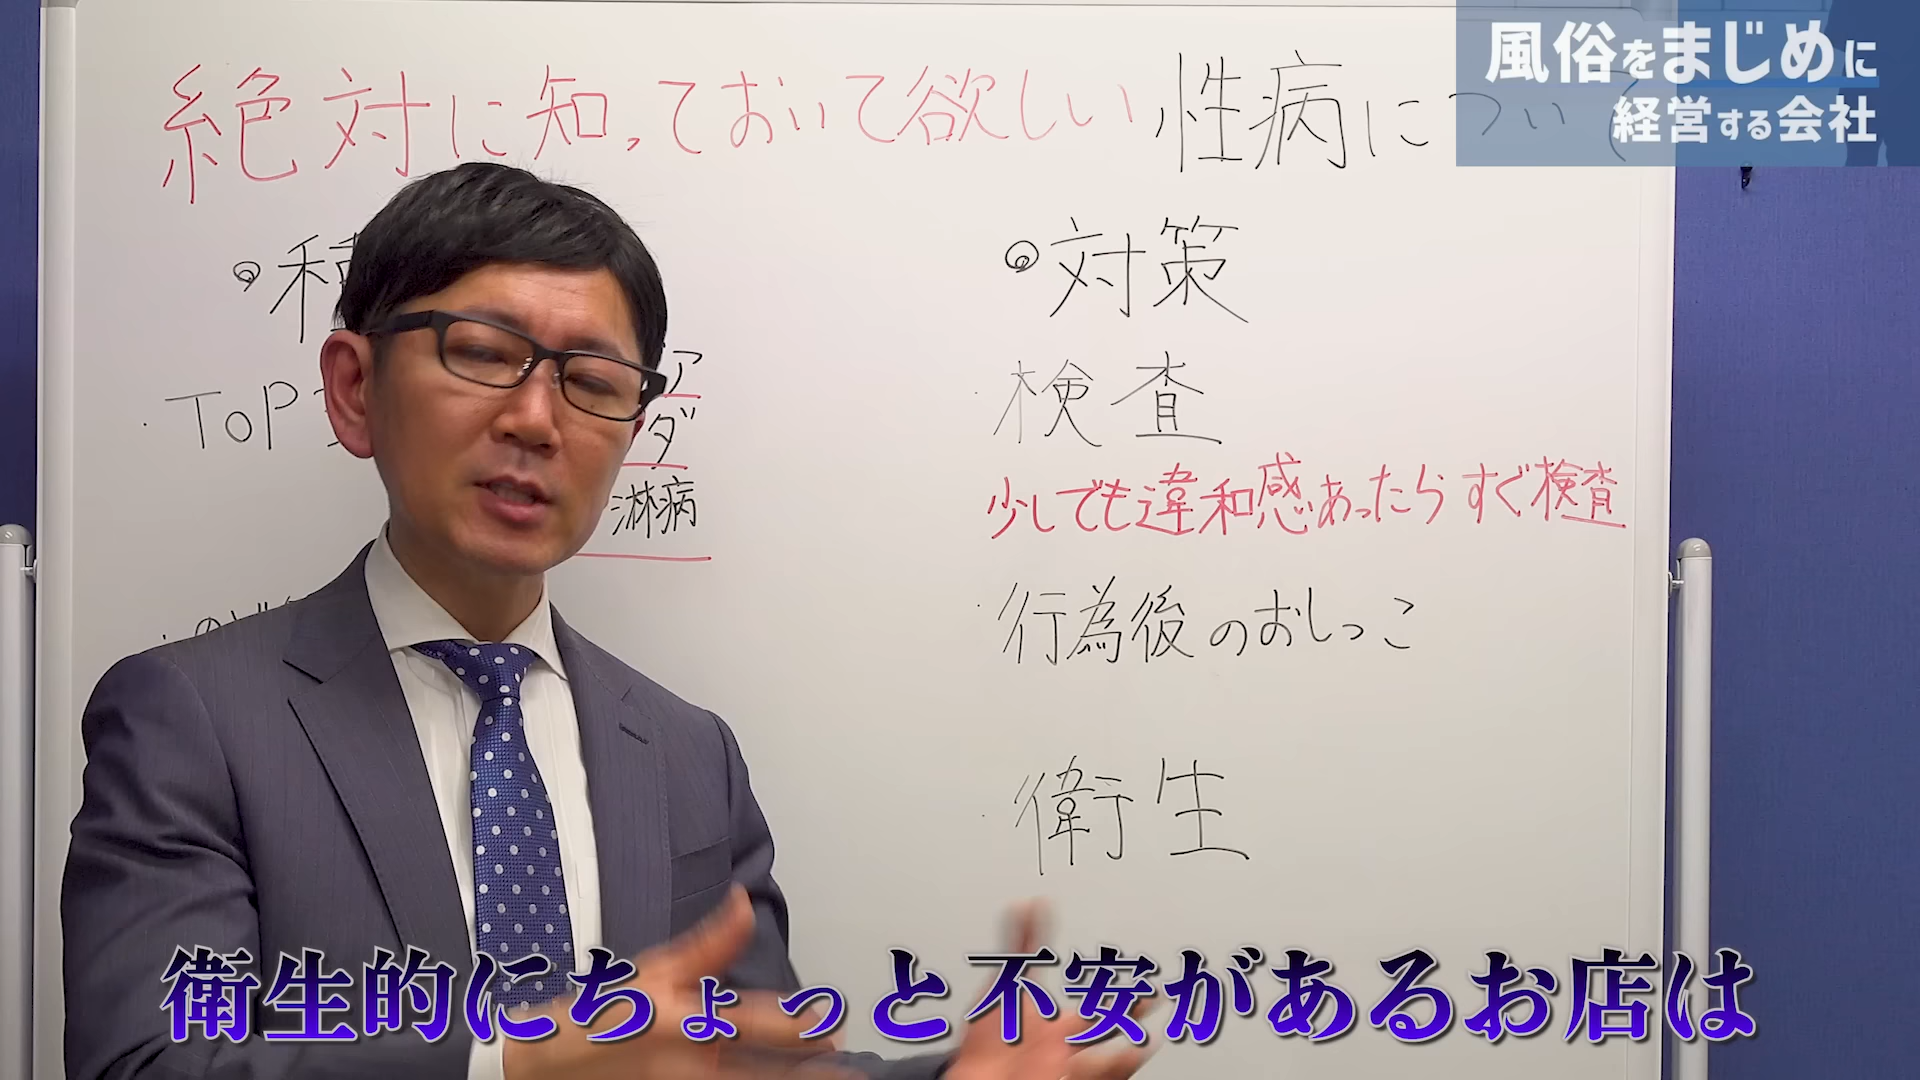 風俗をまじめに
経営する会社
絶対に知っておいて欲しい性病について
対策
TOP
ア
ダ
淋病
検査
少しでも違和感あったらすぐ検査
行為後のおしっこ
衛生
衛生的にちょっと不安があるお店は